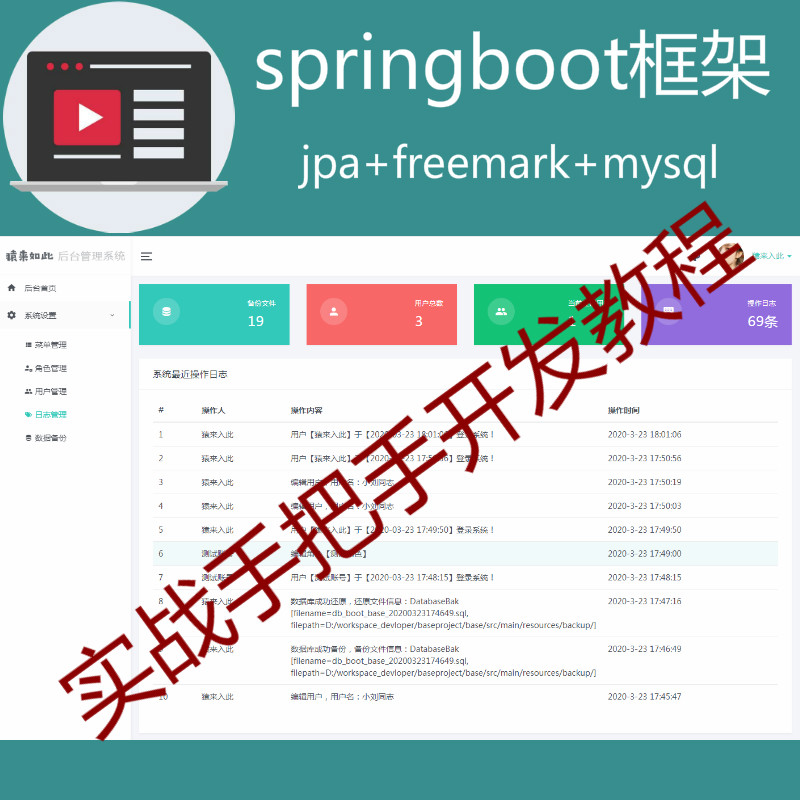 springboot框架
jpa+freemark+mysql
猿来如此 后台管理系统
猿来入此
后台首页
系统设置
菜单管理
角色管理
用户管理
日志管理
数据备份
备份文件
19
用户总数
3
操作日志
69条
系统最近操作日志
# 操作人 操作内容 操作时间
1 猿来入此 用户【猿来入此】于【2020-03-23 18:01:06】登录系统！ 2020-3-23 18:01:06
2 猿来入此 用户【猿来入此】于【2020-03-23 17:50:56】登录系统！ 2020-3-23 17:50:56
3 猿来入此 编辑用户，用户名：小刘同志 2020-3-23 17:50:19
4 猿来入此 编辑用户，用户名：小刘同志 2020-3-23 17:50:03
5 猿来入此 用户【猿来入此】于【2020-03-23 17:49:50】登录系统！ 2020-3-23 17:49:50
6 测试账号 编辑角色】 2020-3-23 17:49:00
7 测试账号 用户【测试账号】于【2020-03-23 17:48:15】登录系统！ 2020-3-23 17:48:15
8 猿来入此 数据库成功还原，还原文件信息：DatabaseBak 2020-3-23 17:47:16
[filename=db_boot_base_20200323174649.sql,
filepath=D:/workspace_devloper/baseproject/base/src/main/resources/backup/]
猿来入此 数据库成功备份，备份文件信息：DatabaseBak 2020-3-23 17:46:49
[filename=db_boot_base_20200323174649.sql,
filepath=D:/workspace_devloper/baseproject/base/src/main/resources/backup/]
10 猿来入此 编辑用户，用户名：小刘同志 2020-3-23 17:45:47
实战手把手开发教程